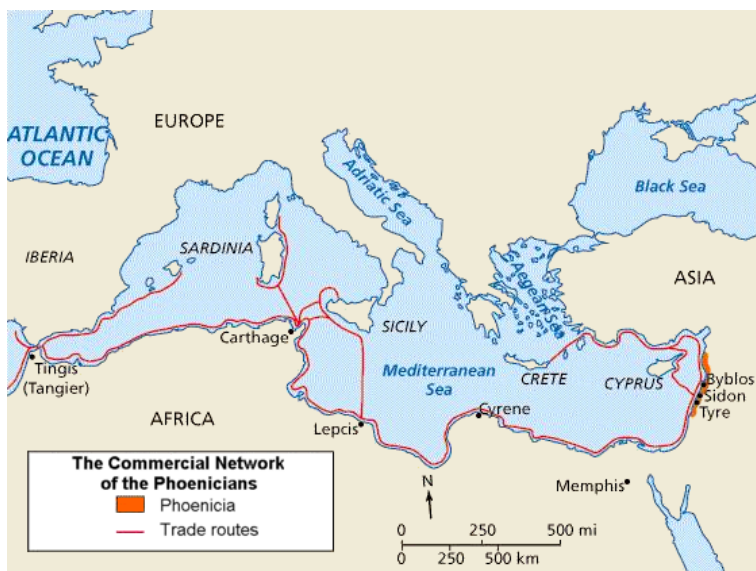 EUROPE
ATLANTIC
OCEAN
Adriatic Sea
Black Sea
IBERIA
SARDINIA
Aegean Sea
ASIA
Carthage
SICILY
Tingis
(Tangier)
Mediterranean
Sea
CRETE
CYPRUS
Byblos
Sidon
Tyre
AFRICA
Lepcis
Cyrene
Memphis
The Commercial Network
of the Phoenicians
Phoenicia
Trade routes
N
0 250 500 mi
0 250 500 km